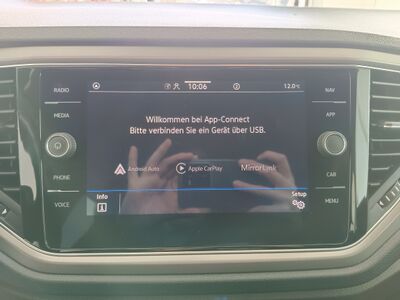 RADIO
MEDIA
PHONE
VOICE
10:06
12.0°C
Willkommen bei App-Connect
Bitte verbinden Sie ein Gerät über USB.
Android Auto
Apple CarPlay
MirrorLink
Info
Setup
NAV
APP
CAR
MENU